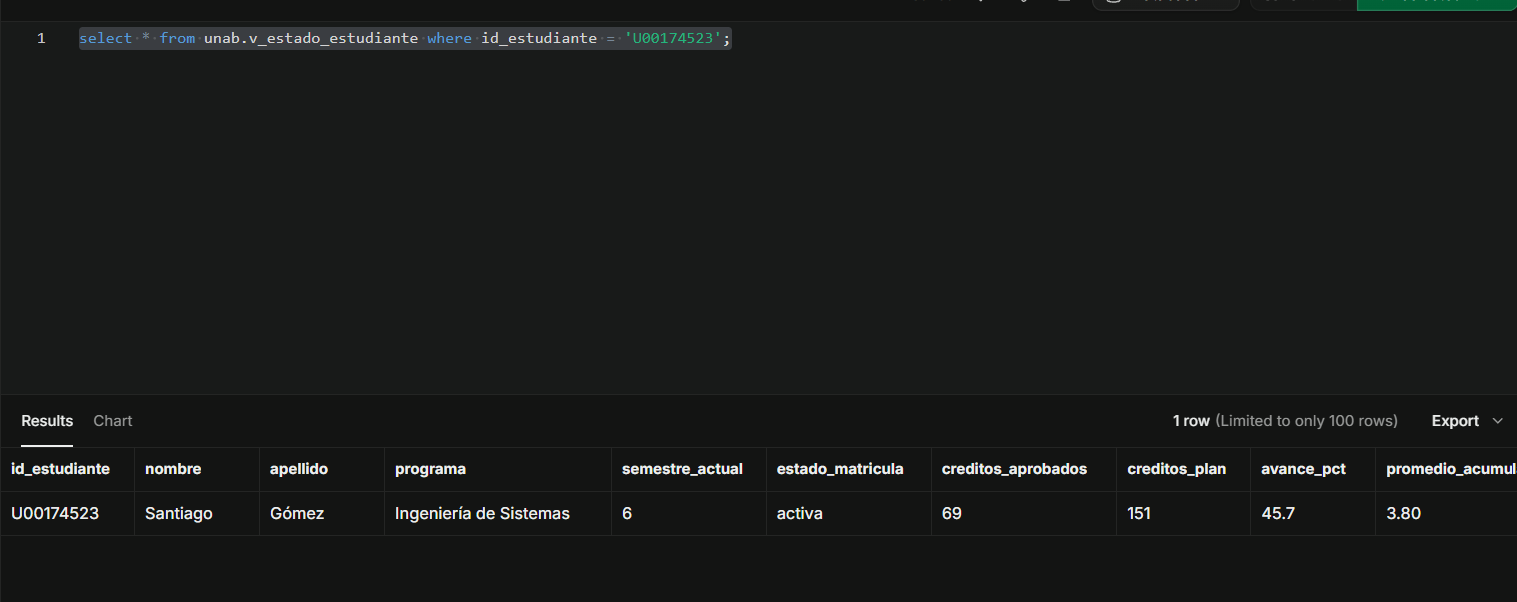 1 select * from unab.v_estado_estudiante where id_estudiante = 'U00174523';
Results Chart 1 row (Limited to only 100 rows) Export
id_estudiante nombre apellido programa semestre_actual estado_matricula creditos_aprobados creditos_plan avance_pct promedio_acumul
U00174523 Santiago Gómez Ingeniería de Sistemas 6 activa 69 151 45.7 3.80